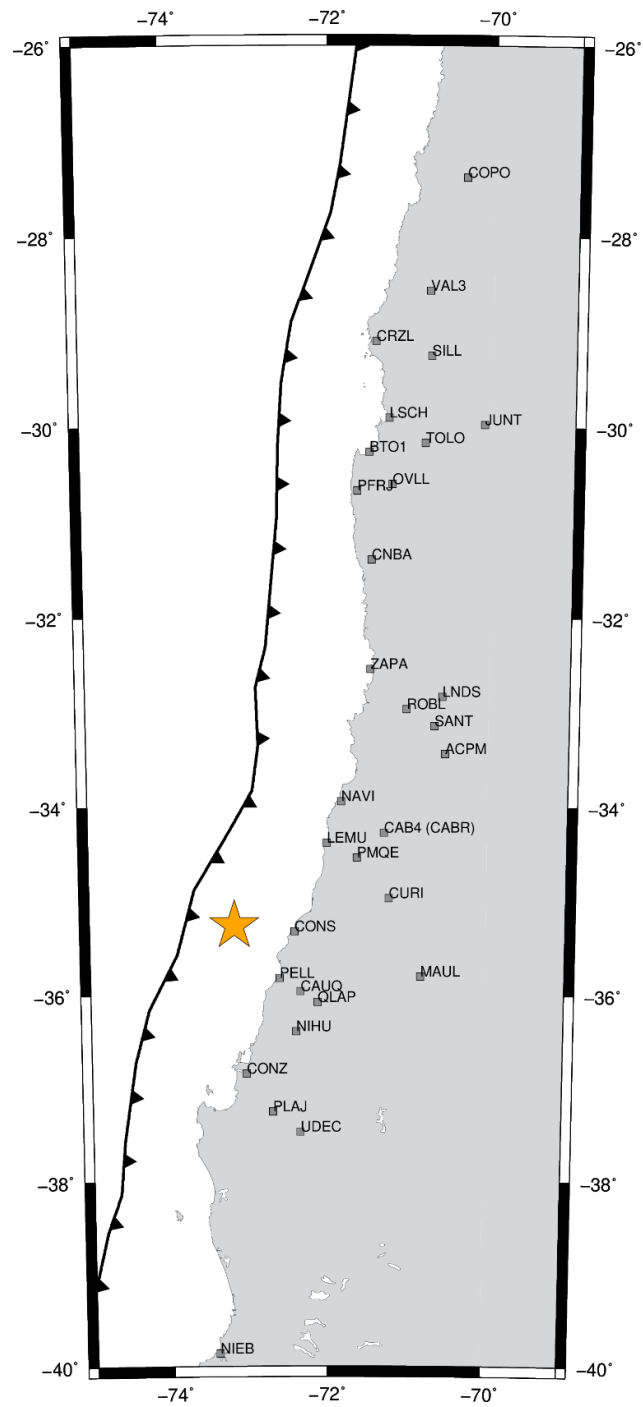 −74° −72° −70°
−26° −26°
COPO
−28° −28°
VAL3
CRZL
SILL
LSCH
JUNT
−30° −30°
TOLO
BTO1
OVLL
PFRJ
CNBA
−32° −32°
ZAPA
LNDS
ROBL
SANT
ACPM
NAVI
−34° −34°
CAB4 (CABR)
LEMU
PMQE
CURI
CONS
PELL
MAUL
CAUQ
−36° −36°
QLAP
NIHU
CONZ
PLAJ
UDEC
−38° −38°
NIEB
−40° −40°
−74° −72° −70°